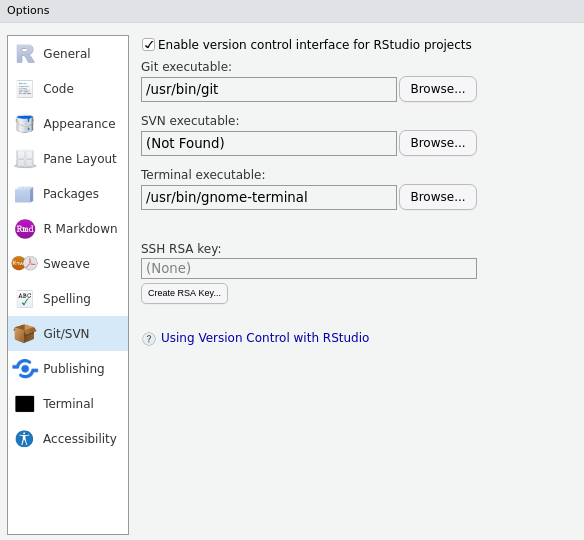 Options
General
Code
Appearance
Pane Layout
Packages
R Markdown
Sweave
Spelling
Git/SVN
Publishing
Terminal
Accessibility
Enable version control interface for RStudio projects
Git executable:
/usr/bin/git Browse...
SVN executable:
(Not Found) Browse...
Terminal executable:
/usr/bin/gnome-terminal Browse...
SSH RSA key:
(None)
Create RSA Key...
? Using Version Control with RStudio